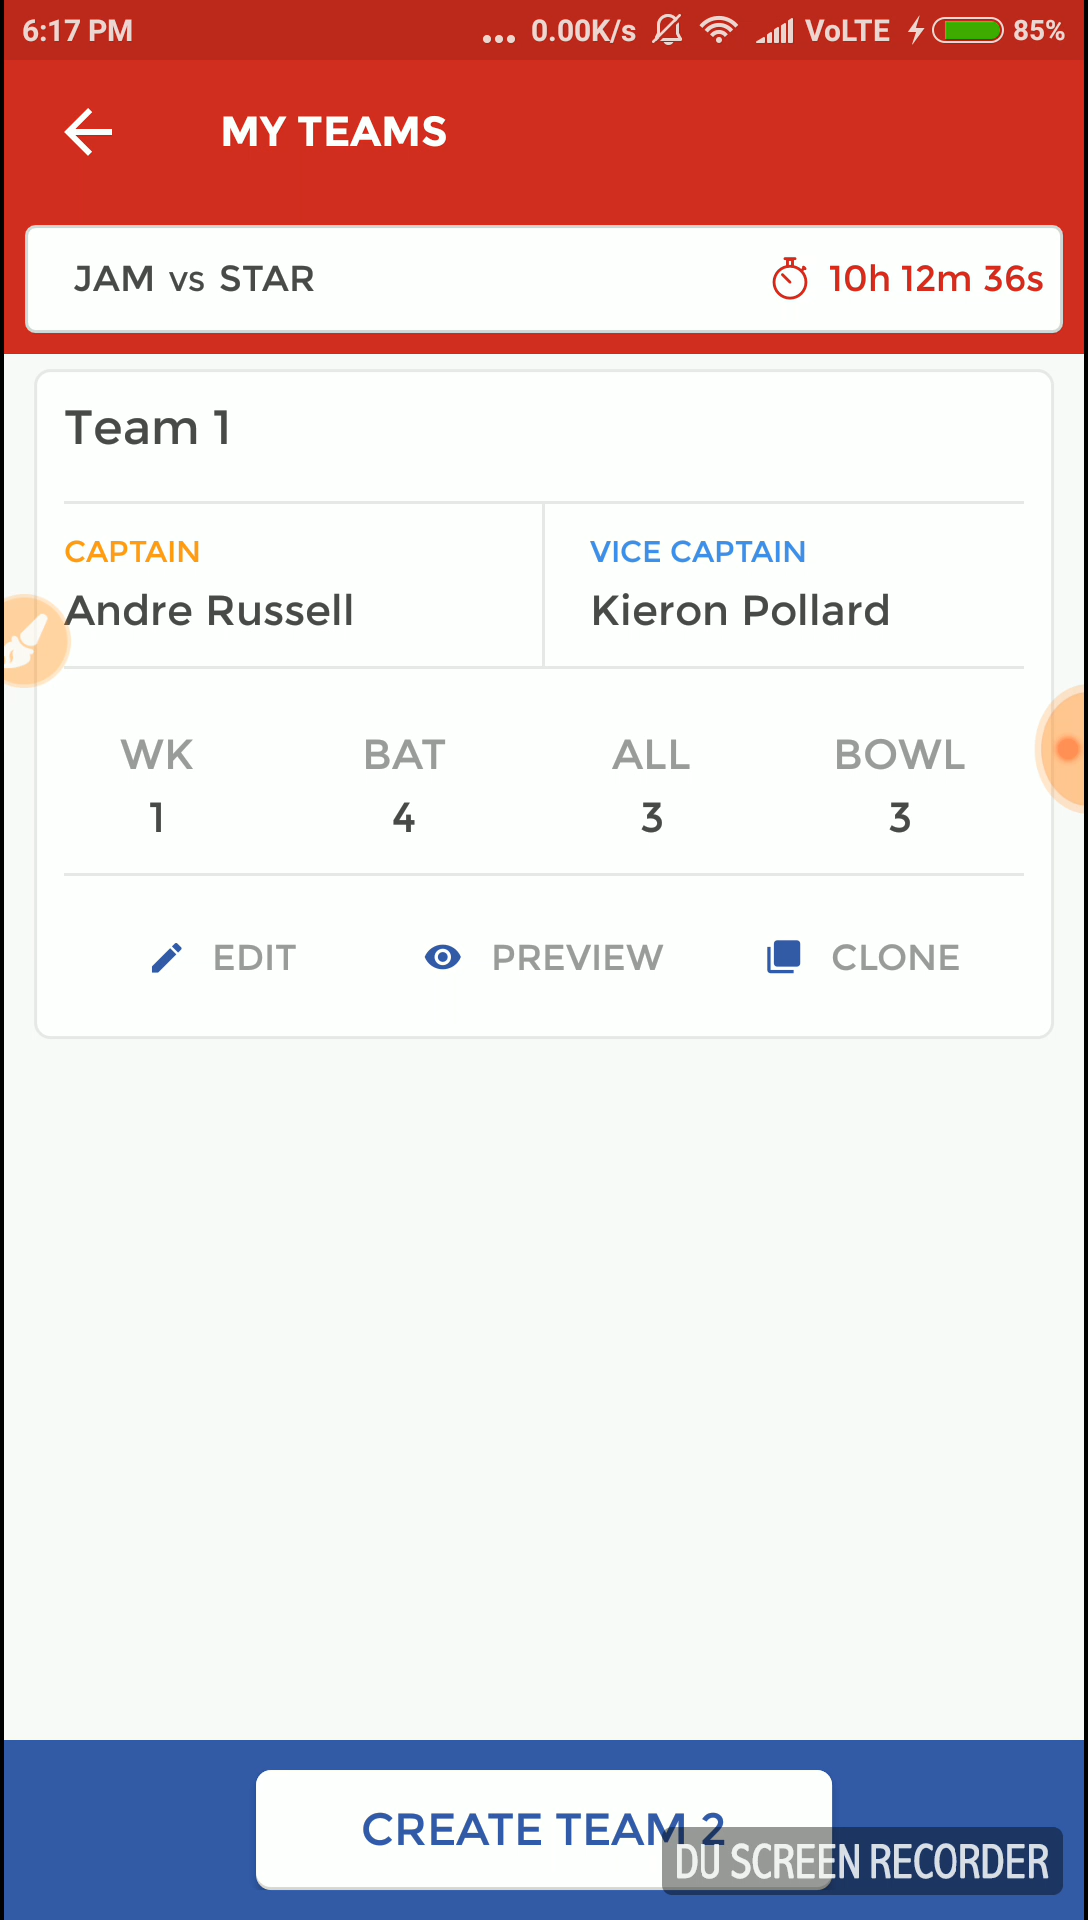 6:17 PM ... 0.00K/s VoLTE 85%
MY TEAMS
JAM vs STAR 10h 12m 36s
Team 1
CAPTAIN VICE CAPTAIN
Andre Russell Kieron Pollard
WK BAT ALL BOWL
1 4 3 3
EDIT PREVIEW CLONE
CREATE TEAM 2
DU SCREEN RECORDER